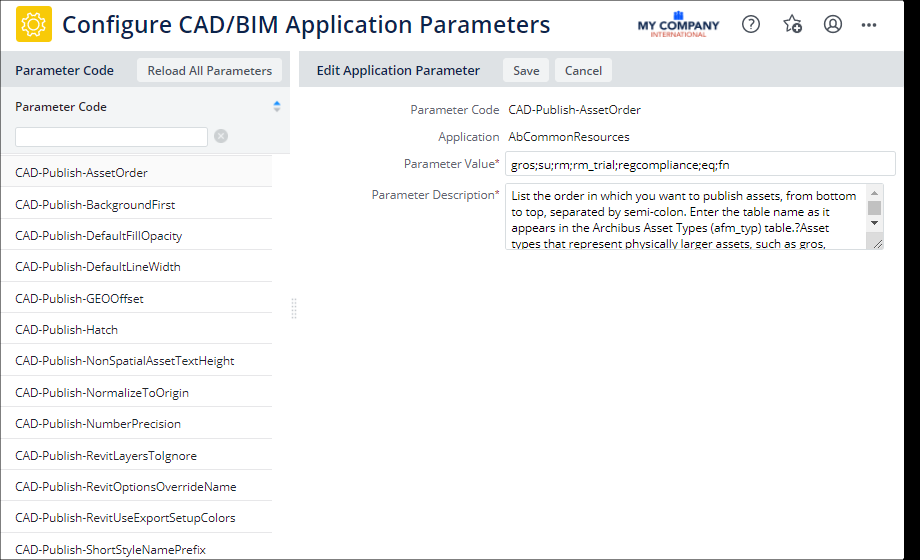 Configure CAD/BIM Application Parameters
MY COMPANY
INTERNATIONAL
Parameter Code
Reload All Parameters
Parameter Code
CAD-Publish-AssetOrder
CAD-Publish-BackgroundFirst
CAD-Publish-DefaultFillOpacity
CAD-Publish-DefaultLineWidth
CAD-Publish-GEOOffset
CAD-Publish-Hatch
CAD-Publish-NonSpatialAssetTextHeight
CAD-Publish-NormalizeToOrigin
CAD-Publish-NumberPrecision
CAD-Publish-RevitLayersToIgnore
CAD-Publish-RevitOptionsOverrideName
CAD-Publish-RevitUseExportSetupColors
CAD-Publish-ShortStyleNamePrefix
Edit Application Parameter
Save
Cancel
Parameter Code CAD-Publish-AssetOrder
Application AbCommonResources
Parameter Value* gros;su;rm;rm_trial;regcompliance;eq;fn
Parameter Description* List the order in which you want to publish assets, from bottom
to top, separated by semi-colon. Enter the table name as it
appears in the Archibus Asset Types (afm_typ) table.?Asset
types that represent physically larger assets, such as gros,